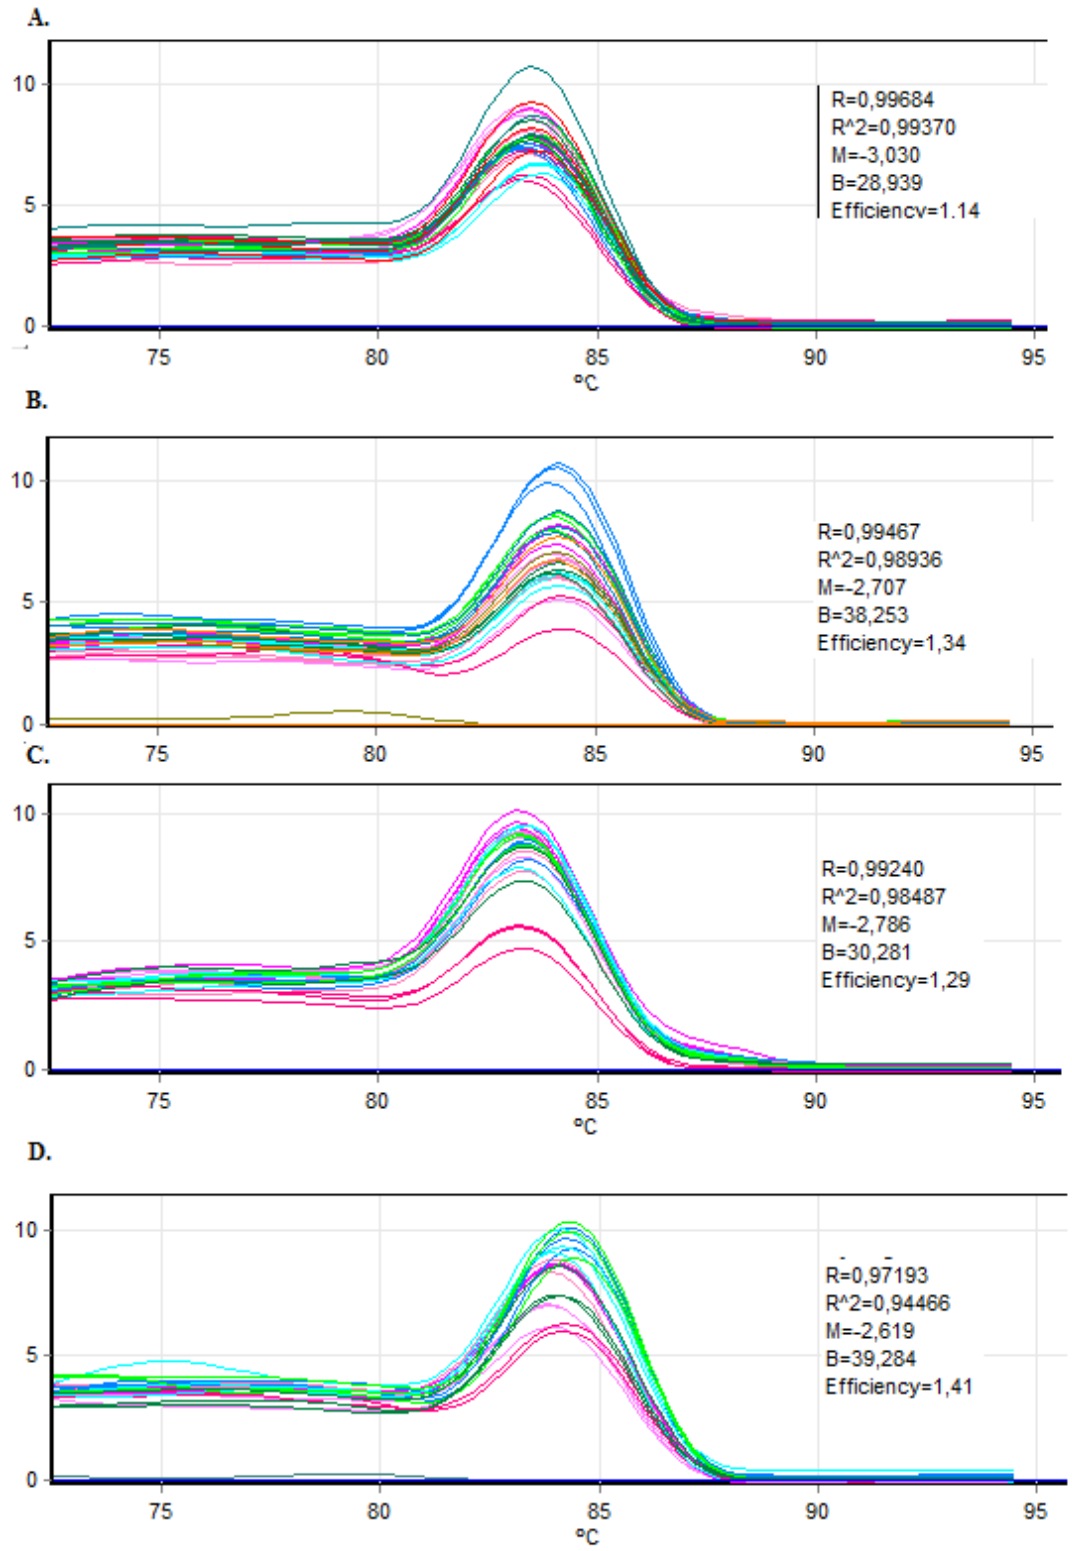 A.
10
5
0
R=0,99684
R^2=0,99370
M=-3,030
B=28,939
Efficiency=1.14
75 80 85 90 95
ºC
B.
10
5
0
R=0,99467
R^2=0,98936
M=-2,707
B=38,253
Efficiency=1,34
75 80 85 90 95
C.
10
5
0
R=0,99240
R^2=0,98487
M=-2,786
B=30,281
Efficiency=1,29
75 80 85 90 95
ºC
D.
10
5
0
R=0,97193
R^2=0,94466
M=-2,619
B=39,284
Efficiency=1,41
75 80 85 90 95
ºC